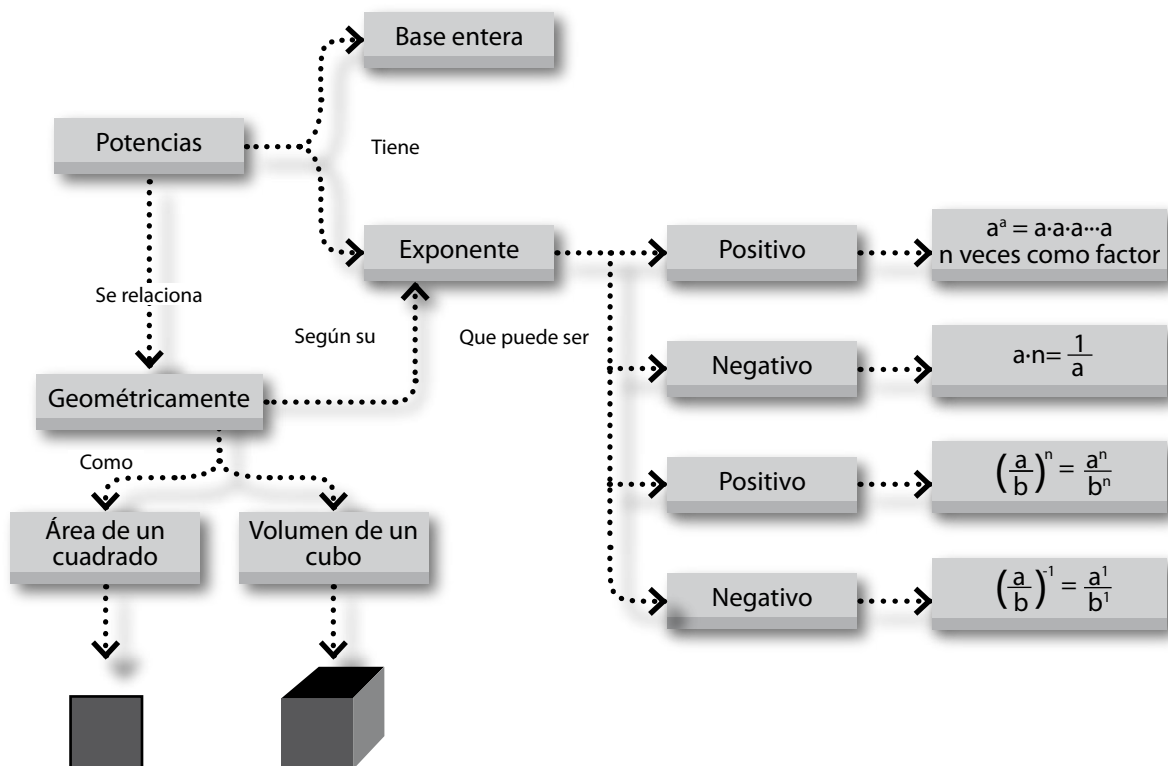 Base entera
Potencias
Tiene
Exponente
Positivo
aᵃ = a·a·a···a
n veces como factor
Se relaciona
Según su
Que puede ser
Negativo
a·n= 1/a
Geométricamente
Como
Positivo
(a/b)ⁿ = aⁿ/bⁿ
Área de un
cuadrado
Volumen de un
cubo
Negativo
(a/b)⁻¹ = a¹/b¹